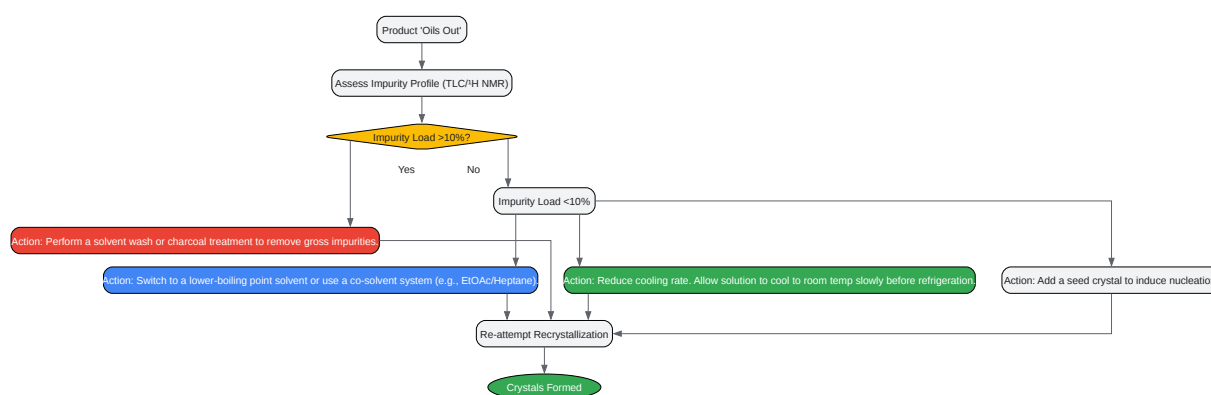 Product 'Oils Out'
Assess Impurity Profile (TLC/¹H NMR)
Impurity Load >10%?
Yes
No
Impurity Load <10%
Action: Perform a solvent wash or charcoal treatment to remove gross impurities.
Action: Switch to a lower-boiling point solvent or use a co-solvent system (e.g., EtOAc/Heptane).
Action: Reduce cooling rate. Allow solution to cool to room temp slowly before refrigeration.
Action: Add a seed crystal to induce nucleatio
Re-attempt Recrystallization
Crystals Formed